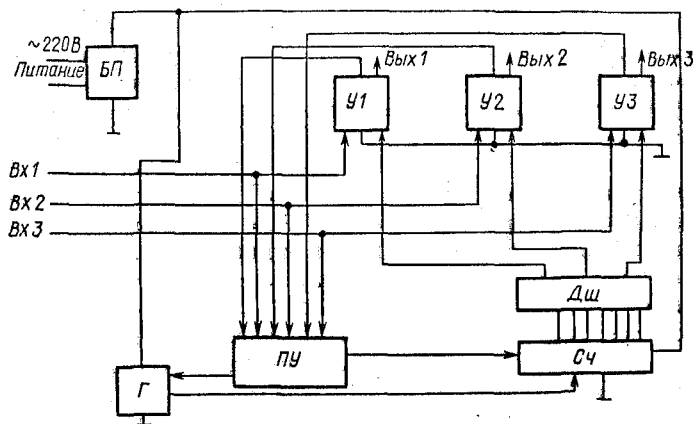 ~220В
Питание
БП
Вых 1
Вых 2
Вых 3
У1
У2
У3
Вх 1
Вх 2
Вх 3
Дш
ПУ
Сч
Г